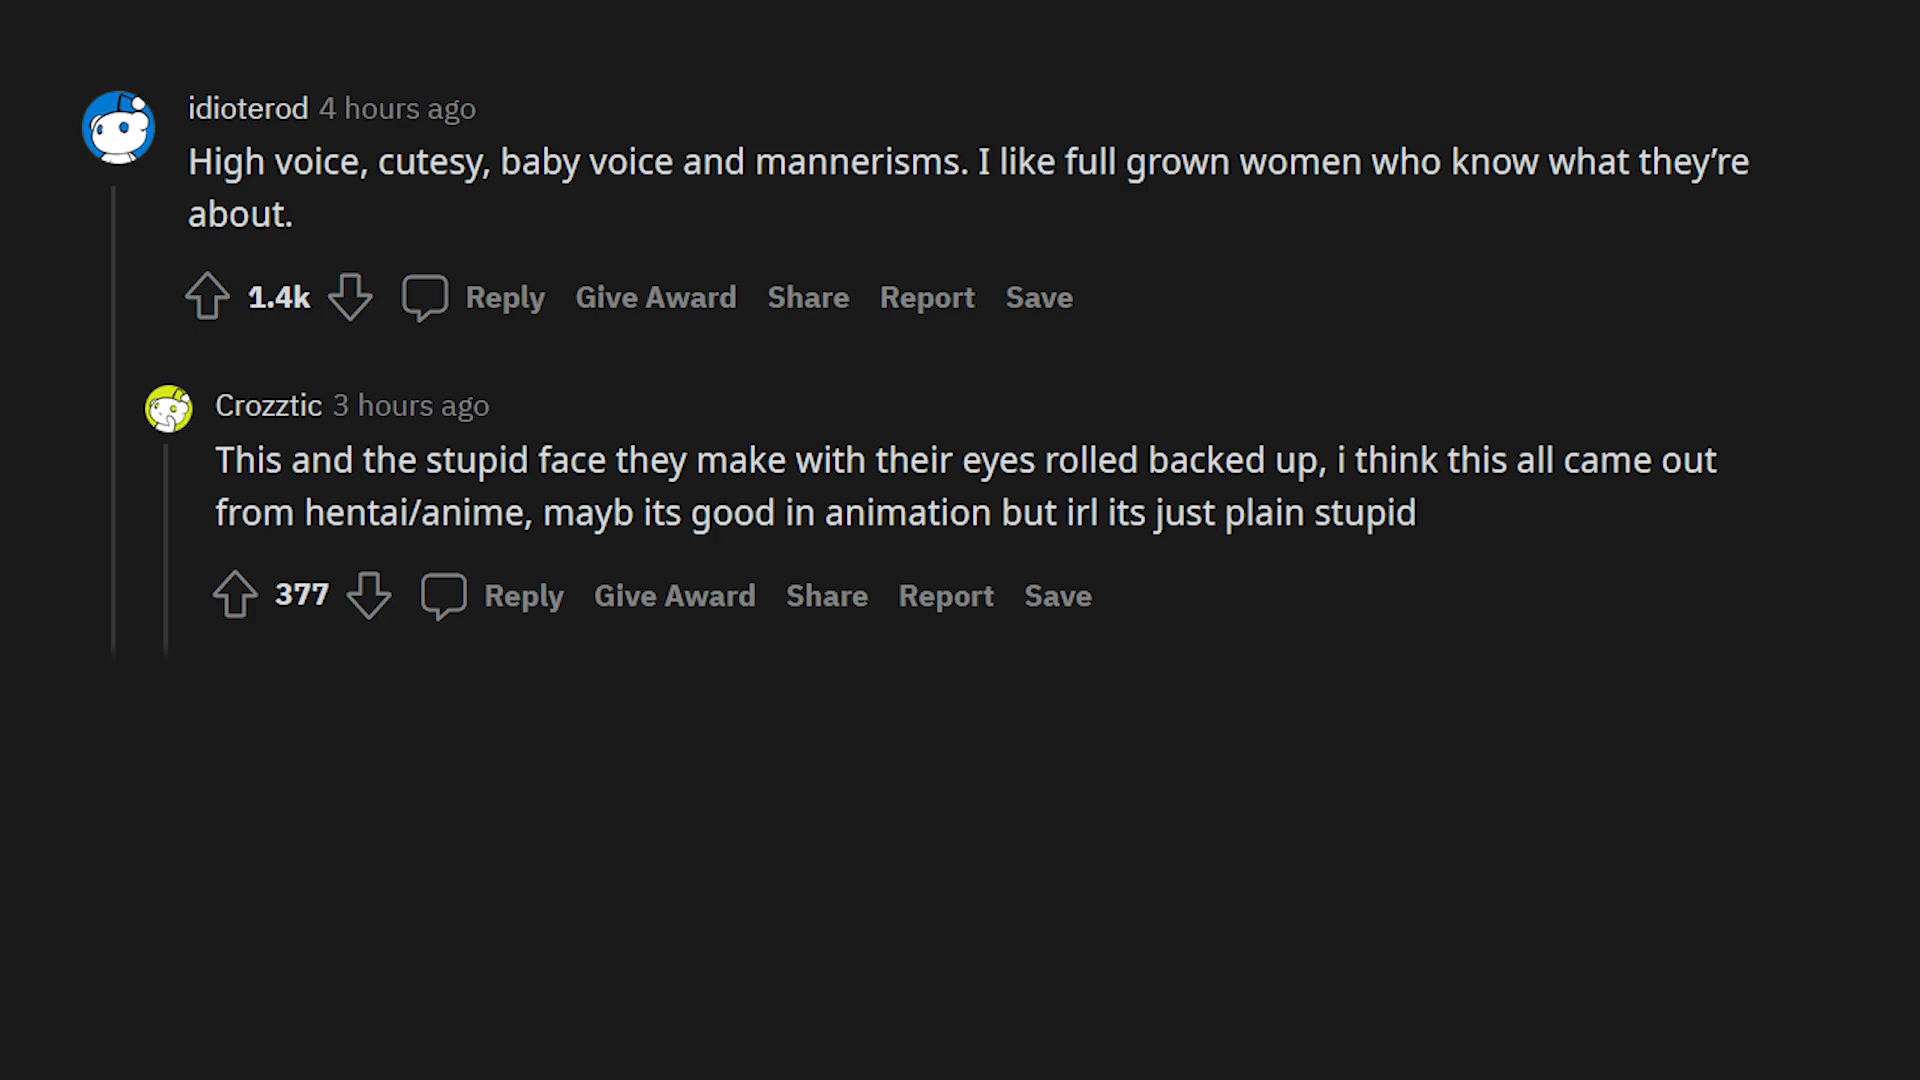 idioterod 4 hours ago
High voice, cutesy, baby voice and mannerisms. I like full grown women who know what they’re
about.
1.4k Reply Give Award Share Report Save
Crozztic 3 hours ago
This and the stupid face they make with their eyes rolled backed up, i think this all came out
from hentai/anime, mayb its good in animation but irl its just plain stupid
377 Reply Give Award Share Report Save